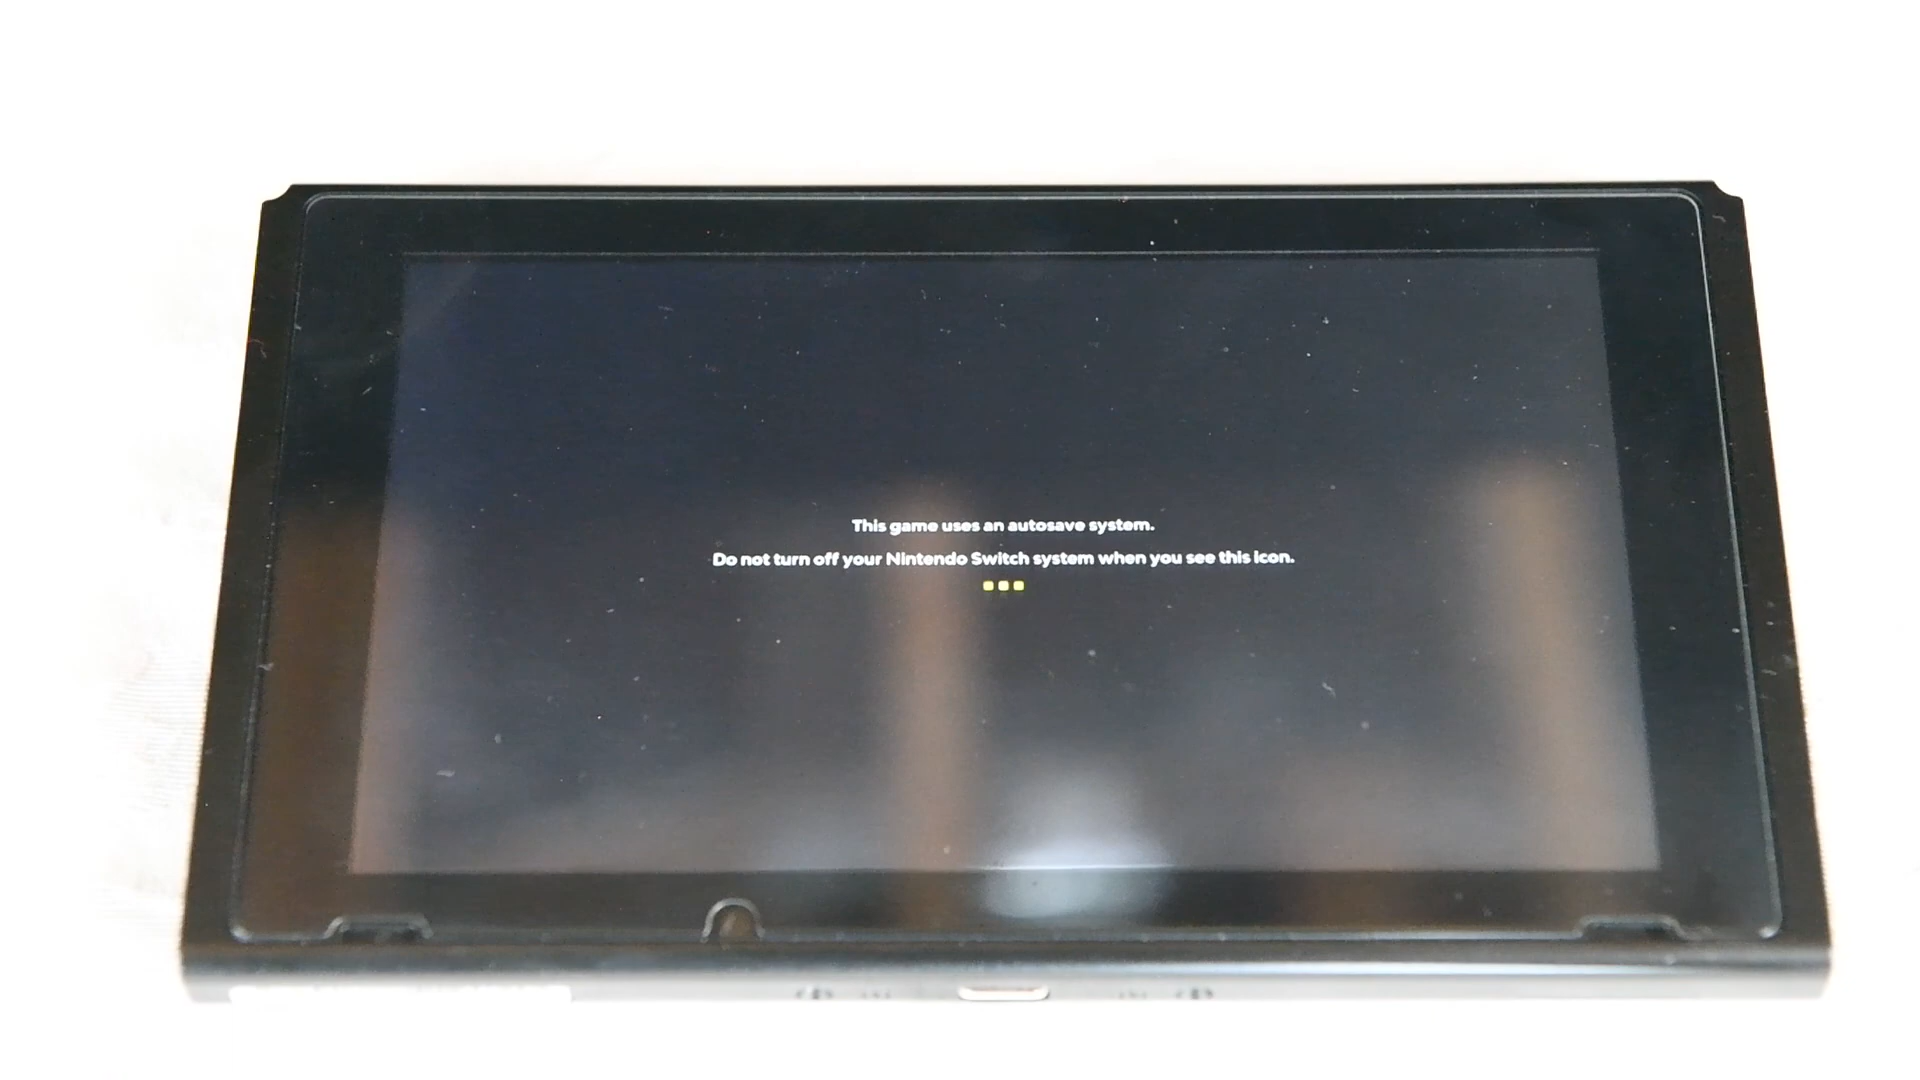 This game uses an autosave system.
Do not turn off your Nintendo Switch system when you see this icon.